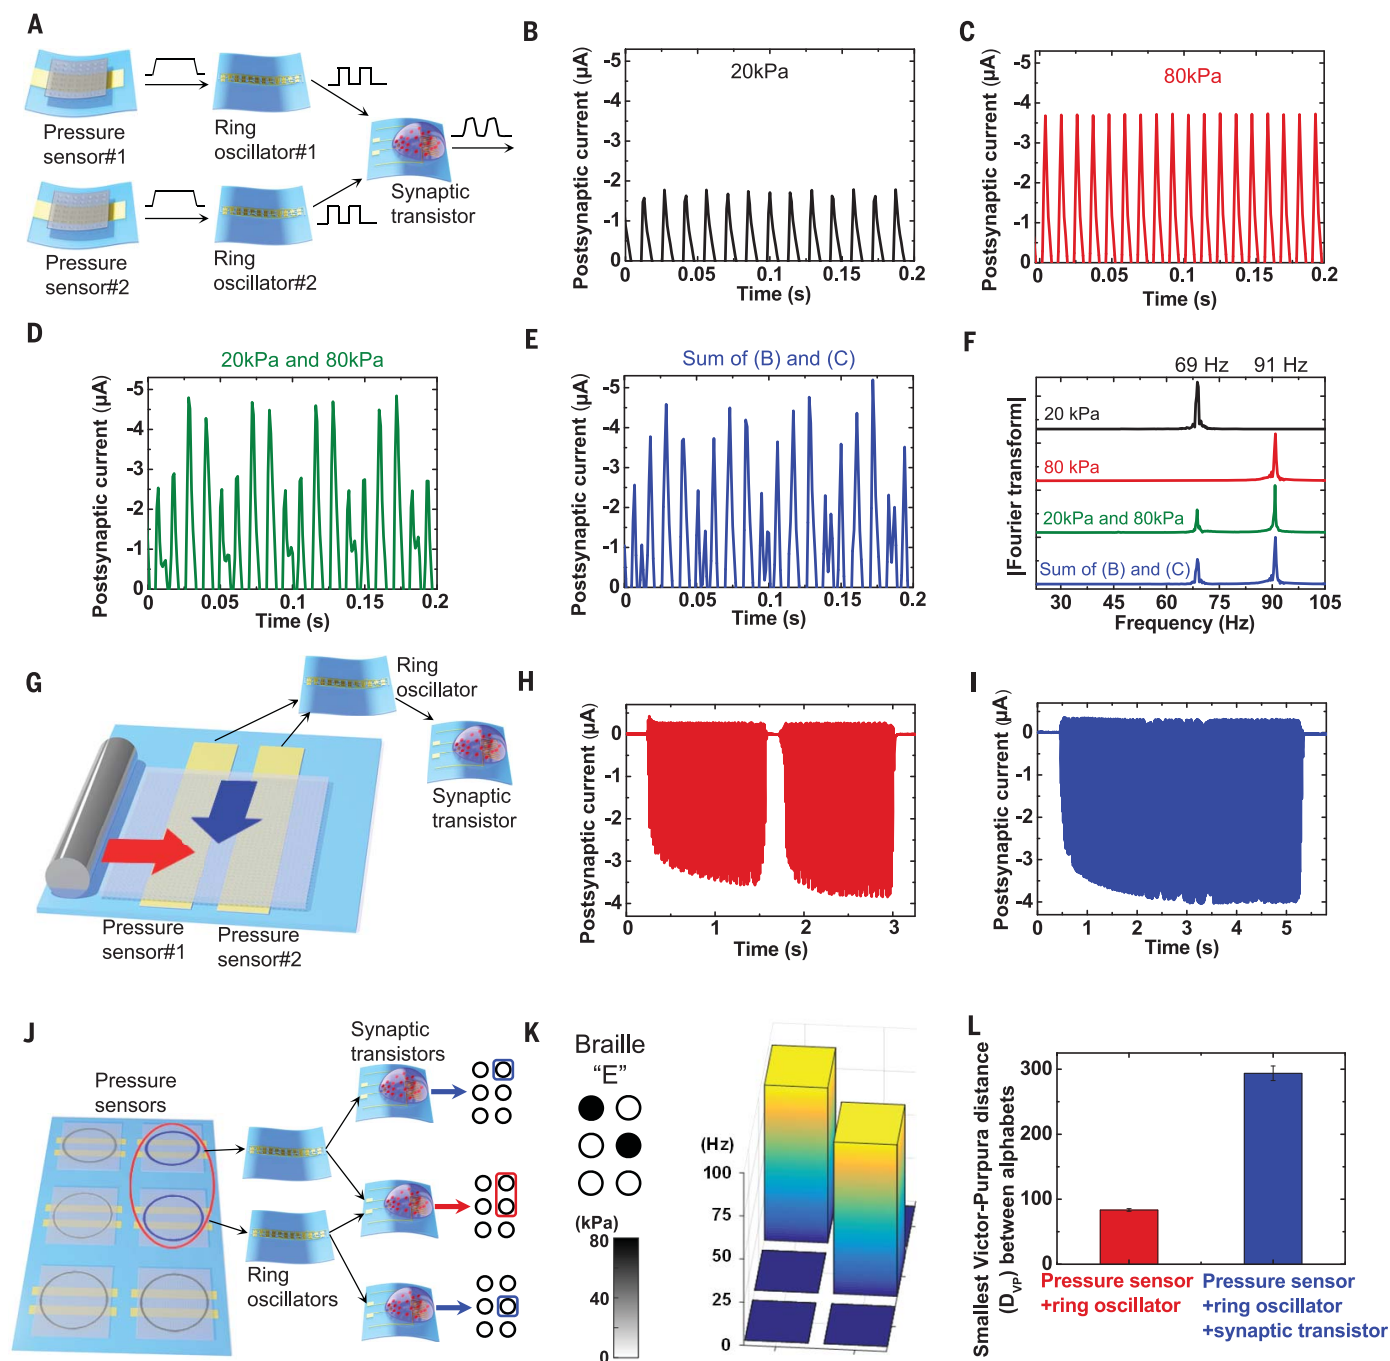 A
Pressure
sensor#1
Ring
oscillator#1
Synaptic
transistor
Pressure
sensor#2
Ring
oscillator#2
B
Postsynaptic current (µA)
-5
-4
-3
-2
-1
0
20kPa
0
0.05
0.1
0.15
0.2
Time (s)
C
Postsynaptic current (µA)
-5
-4
-3
-2
-1
0
80kPa
0
0.05
0.1
0.15
0.2
Time (s)
D
20kPa and 80kPa
Postsynaptic current (µA)
-5
-4
-3
-2
-1
0
0
0.05
0.1
0.15
0.2
Time (s)
E
Sum of (B) and (C)
Postsynaptic current (µA)
-5
-4
-3
-2
-1
0
0
0.05
0.1
0.15
0.2
Time (s)
F
69 Hz 91 Hz
|Fourier transform|
20 kPa
80 kPa
20kPa and 80kPa
Sum of (B) and (C)
30
45
60
75
90
105
Frequency (Hz)
G
Ring
oscillator
Synaptic
transistor
Pressure
sensor#1
Pressure
sensor#2
H
Postsynaptic current (µA)
0
-1
-2
-3
-4
0
1
2
3
Time (s)
I
Postsynaptic current (µA)
0
-1
-2
-3
-4
0
1
2
3
4
5
Time (s)
J
Pressure
sensors
Synaptic
transistors
Ring
oscillators
K
Braille
“E”
(kPa)
80
40
0
(Hz)
100
75
50
25
0
L
Smallest Victor-Purpura distance
(DVP) between alphabets
300
200
100
0
Pressure sensor
+ring oscillator
Pressure sensor
+ring oscillator
+synaptic transistor